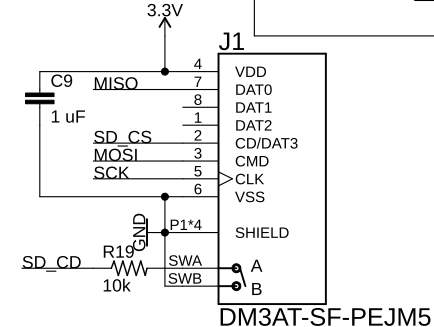 3.3V
J1
C9
1 uF
4 VDD
MISO 7 DAT0
8 DAT1
1 DAT2
SD_CS 2 CD/DAT3
MOSI 3 CMD
SCK 5 CLK
6 VSS
GND
P1*4 SHIELD
SD_CD R19 SWA A
10k SWB B
DM3AT-SF-PEJM5